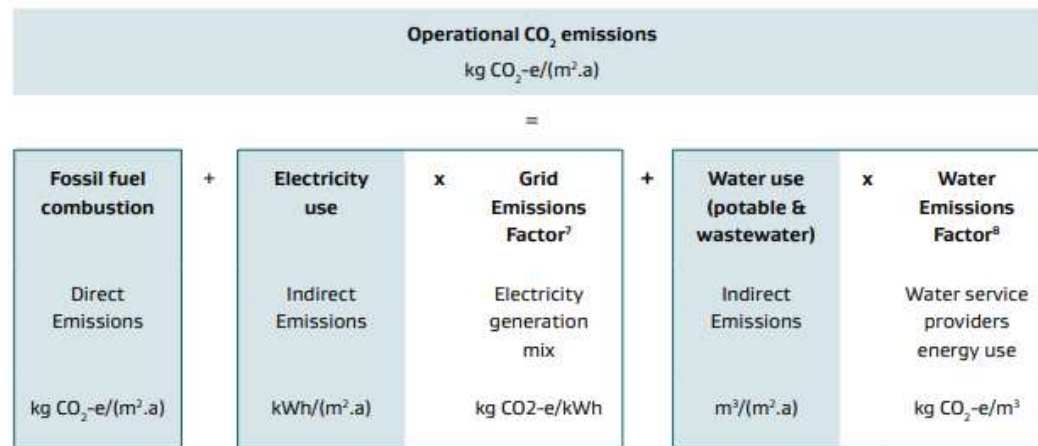 Operational CO₂ emissions
kg CO₂-e/(m².a)
=
Fossil fuel
combustion
+
Electricity
use
x
Grid
Emissions
Factor⁷
+
Water use
(potable &
wastewater)
x
Water
Emissions
Factor⁸
Direct
Emissions
Indirect
Emissions
Electricity
generation
mix
Indirect
Emissions
Water service
providers
energy use
kg CO₂-e/(m².a)
kWh/(m².a)
kg CO2-e/kWh
m³/(m².a)
kg CO₂-e/m³